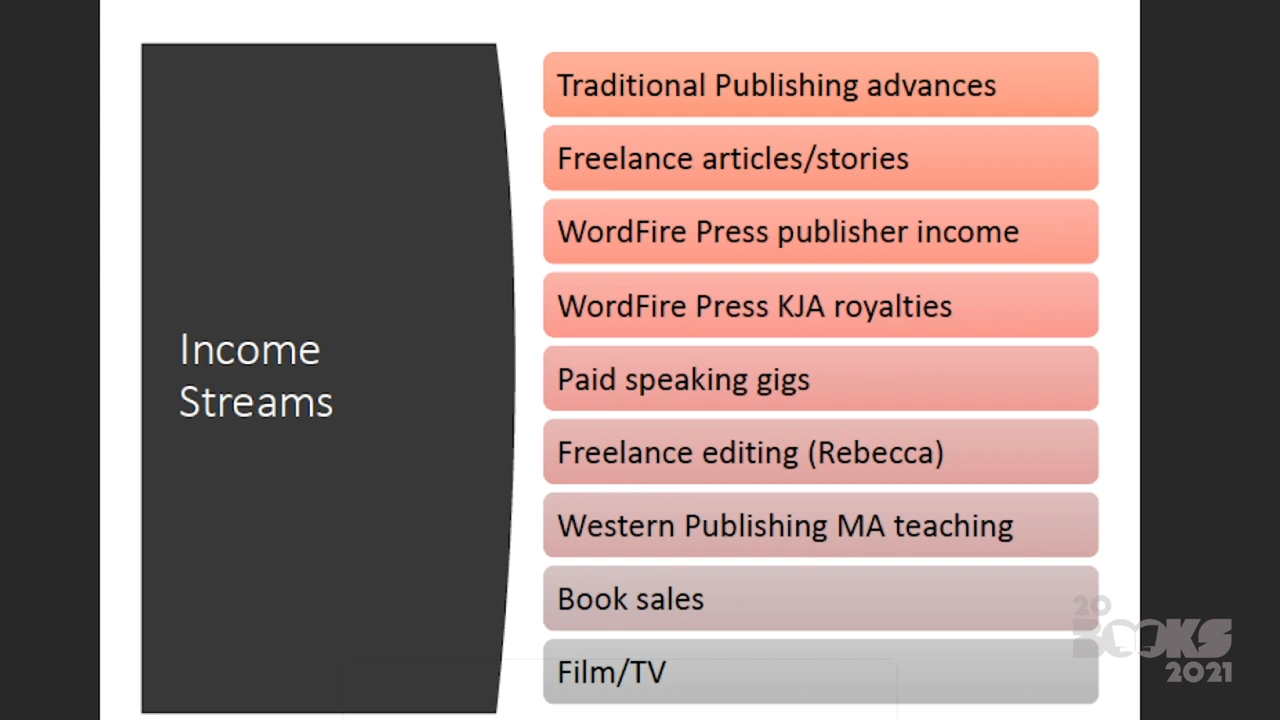 Income
Streams
Traditional Publishing advances
Freelance articles/stories
WordFire Press publisher income
WordFire Press KJA royalties
Paid speaking gigs
Freelance editing (Rebecca)
Western Publishing MA teaching
Book sales
Film/TV
20
BOOKS
2021